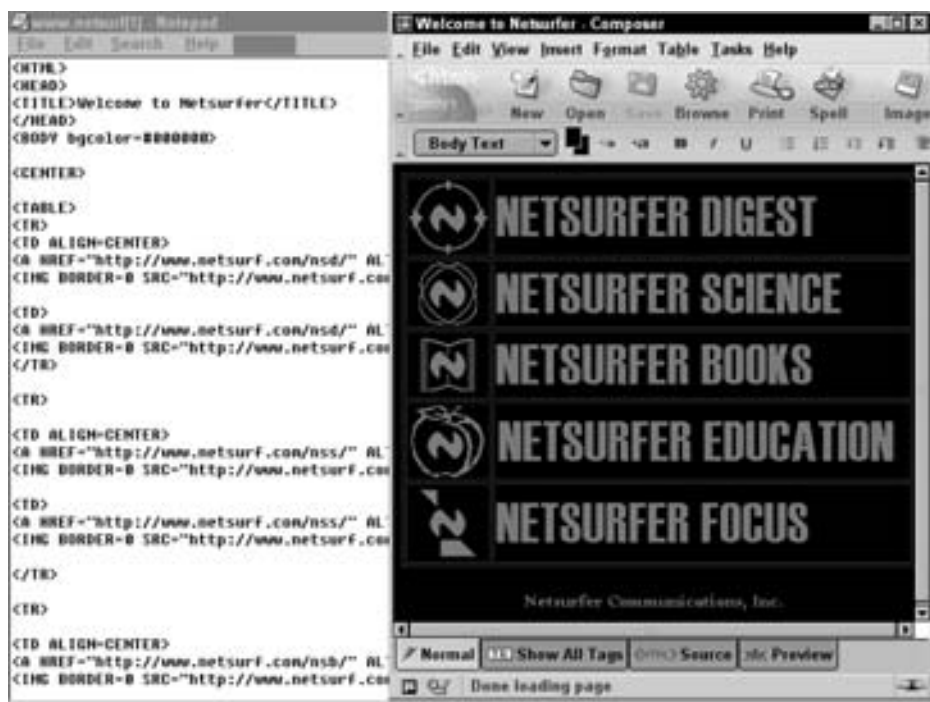 www.netsurf[1] - Notepad
File Edit Search Help
<HTML>
<HEAD>
<TITLE>Welcome to Netsurfer</TITLE>
</HEAD>
<BODY bgcolor=#000000>
<CENTER>
<TABLE>
<TR>
<TD ALIGN=CENTER>
<A HREF="http://www.netsurf.com/nsd/" AL
<IMG BORDER=0 SRC="http://www.netsurf.com
<TD>
<A HREF="http://www.netsurf.com/nsd/" AL
<IMG BORDER=0 SRC="http://www.netsurf.com
</TR>
<TR>
<TD ALIGN=CENTER>
<A HREF="http://www.netsurf.com/nss/" AL
<IMG BORDER=0 SRC="http://www.netsurf.com
<TD>
<A HREF="http://www.netsurf.com/nss/" AL
<IMG BORDER=0 SRC="http://www.netsurf.com
</TR>
<TR>
<TD ALIGN=CENTER>
<A HREF="http://www.netsurf.com/nsb/" AL
<IMG BORDER=0 SRC="http://www.netsurf.com
Welcome to Netsurfer - Composer
File Edit View Insert Format Table Tasks Help
New Open Save Browse Print Spell Image
Body Text B I U
NETSURFER DIGEST
NETSURFER SCIENCE
NETSURFER BOOKS
NETSURFER EDUCATION
NETSURFER FOCUS
Netsurfer Communications, Inc.
Normal Show All Tags Source Preview
Done loading page